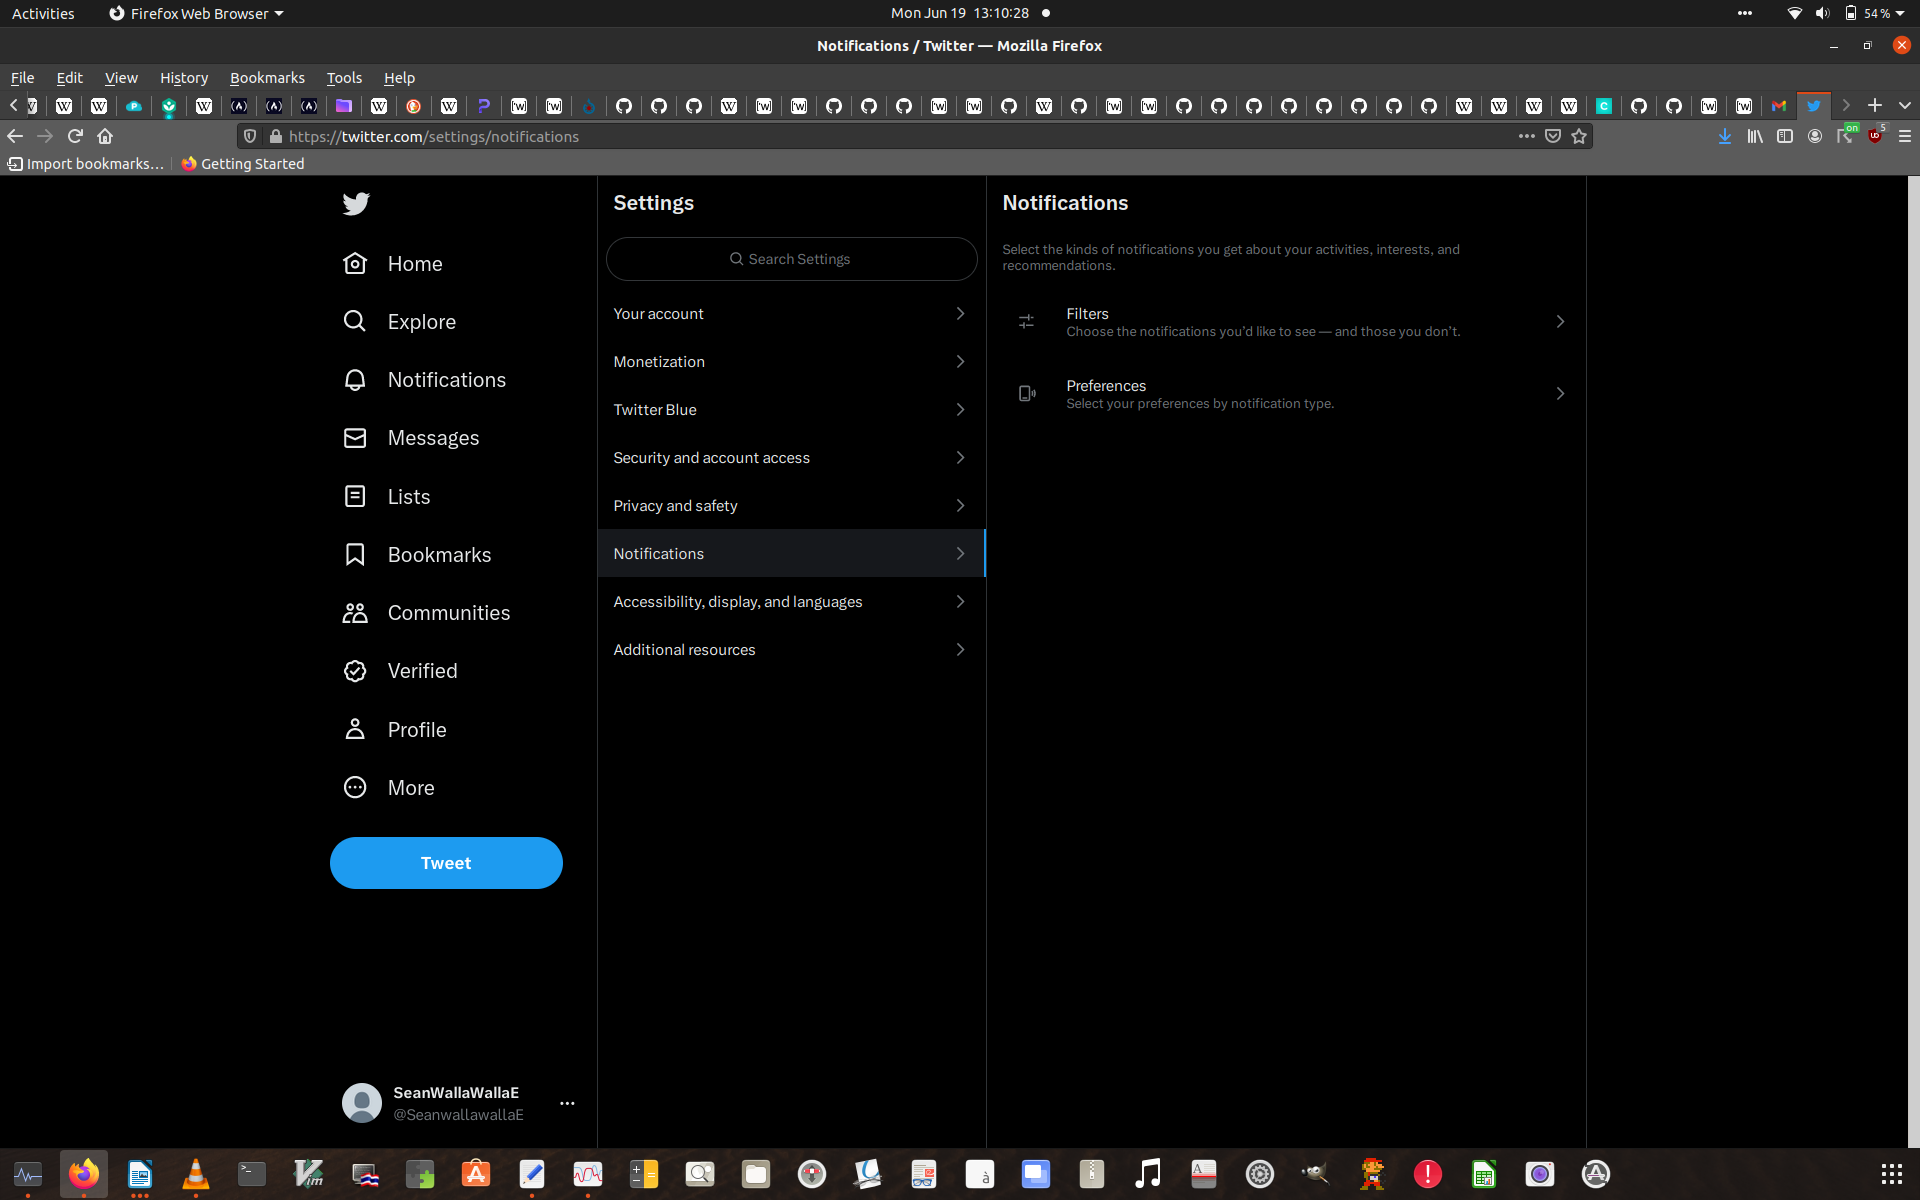 Activities
Firefox Web Browser
Mon Jun 19 13:10:28
54 %
Notifications / Twitter — Mozilla Firefox
File Edit View History Bookmarks Tools Help
https://twitter.com/settings/notifications
on
5
Import bookmarks...
Getting Started
Home
Explore
Notifications
Messages
Lists
Bookmarks
Communities
Verified
Profile
More
Tweet
SeanWallaWallaE
@SeanwallawallaE
Settings
Search Settings
Your account
Monetization
Twitter Blue
Security and account access
Privacy and safety
Notifications
Accessibility, display, and languages
Additional resources
Notifications
Select the kinds of notifications you get about your activities, interests, and
recommendations.
Filters
Choose the notifications you’d like to see — and those you don’t.
Preferences
Select your preferences by notification type.